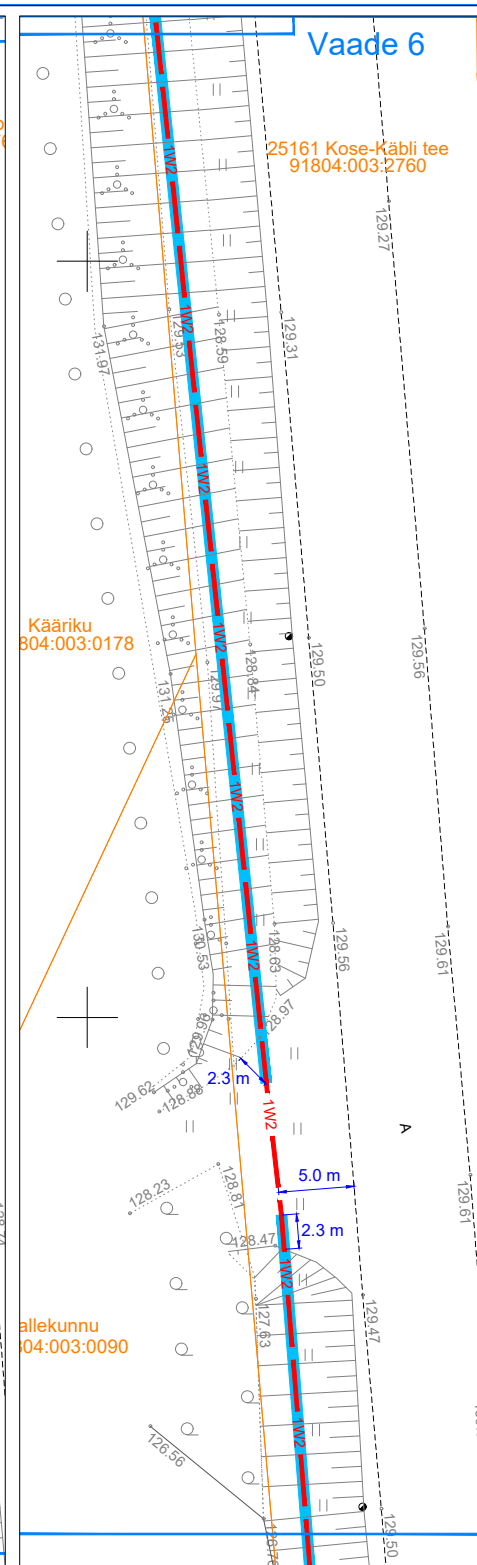 Vaade 6
25161 Kose-Käbli tee
91804:003:2760
129.27
1W2
1W2
131.97
29.53
128.59
129.31
1W2
Kääriku
804:003:0178
1W2
129.50
129.56
128.84
29.97
131.25
1W2
1W2
130.53
128.63
129.56
129.61
128.97
2.3 m
129.62
128.88
1W2
A
5.0 m
129.61
128.23
128.81
2.3 m
128.47
1W2
127.63
129.47
allekunnu
804:003:0090
126.56
1W2
129.50